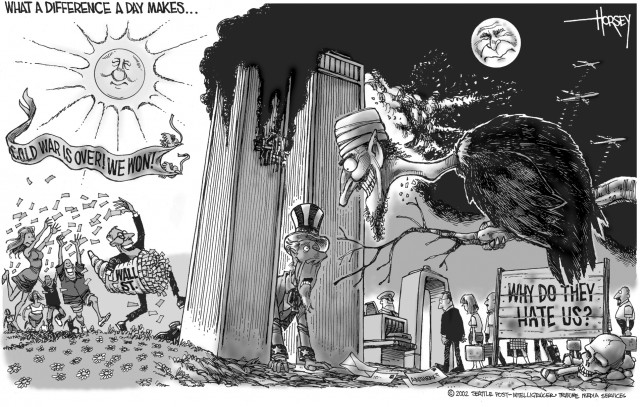 WHAT A DIFFERENCE A DAY MAKES...
HORSEY
COLD WAR IS OVER! WE WON!
WALL
ST.
WHY DO THEY
HATE US?
© 2002 SEATTLE POST-INTELLIGENCER • TRIBUNE MEDIA SERVICES